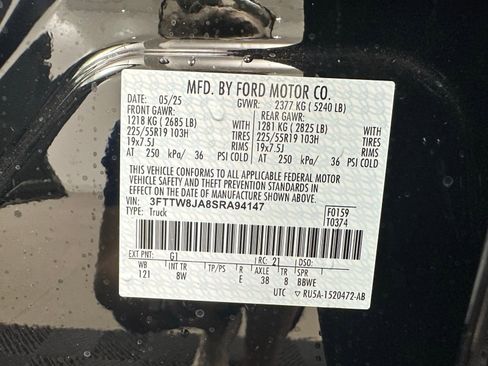 MFD. BY FORD MOTOR CO.
DATE: 05/25 GVWR: 2377 KG ( 5240 LB)
FRONT GAWR: REAR GAWR:
1218 KG ( 2685 LB) WITH 1281 KG ( 2825 LB) WITH
225/55R19 103H TIRES 225/55R19 103H TIRES
19x7.5J RIMS 19x7.5J RIMS
AT 250 kPa/ 36 PSI COLD AT 250 kPa/ 36 PSI COLD
THIS VEHICLE CONFORMS TO ALL APPLICABLE FEDERAL MOTOR
VEHICLE SAFETY AND THEFT PREVENTION STANDARDS IN
EFFECT ON THE DATE OF MANUFACTURE SHOWN ABOVE.
VIN: 3FTTW8JA8SRA94147 F0159
TYPE: Truck T0374
EXT PNT: G1 RC: 21 DSO:
WB INT TR TP/PS R AXLE TR SPR
121 8W E 38 8 BBWE
UTC RU5A-1520472-AB